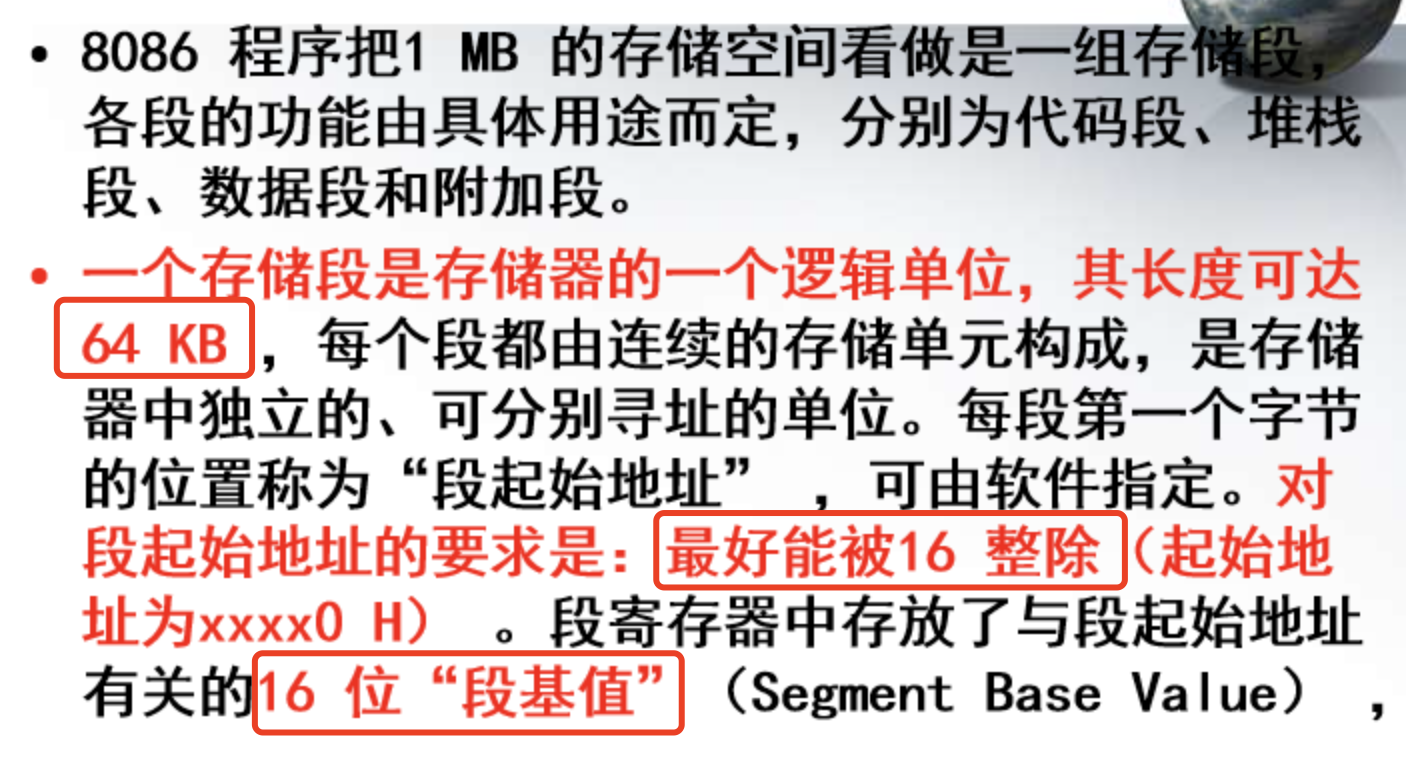 • 8086 程序把1 MB 的存储空间看做是一组存储段，
各段的功能由具体用途而定，分别为代码段、堆栈
段、数据段和附加段。
• 一个存储段是存储器的一个逻辑单位，其长度可达
64 KB ，每个段都由连续的存储单元构成，是存储
器中独立的、可分别寻址的单位。每段第一个字节
的位置称为“段起始地址” ，可由软件指定。对
段起始地址的要求是：最好能被16 整除（起始地
址为xxxx0 H） 。段寄存器中存放了与段起始地址
有关的16 位“段基值” （Segment Base Value） ，